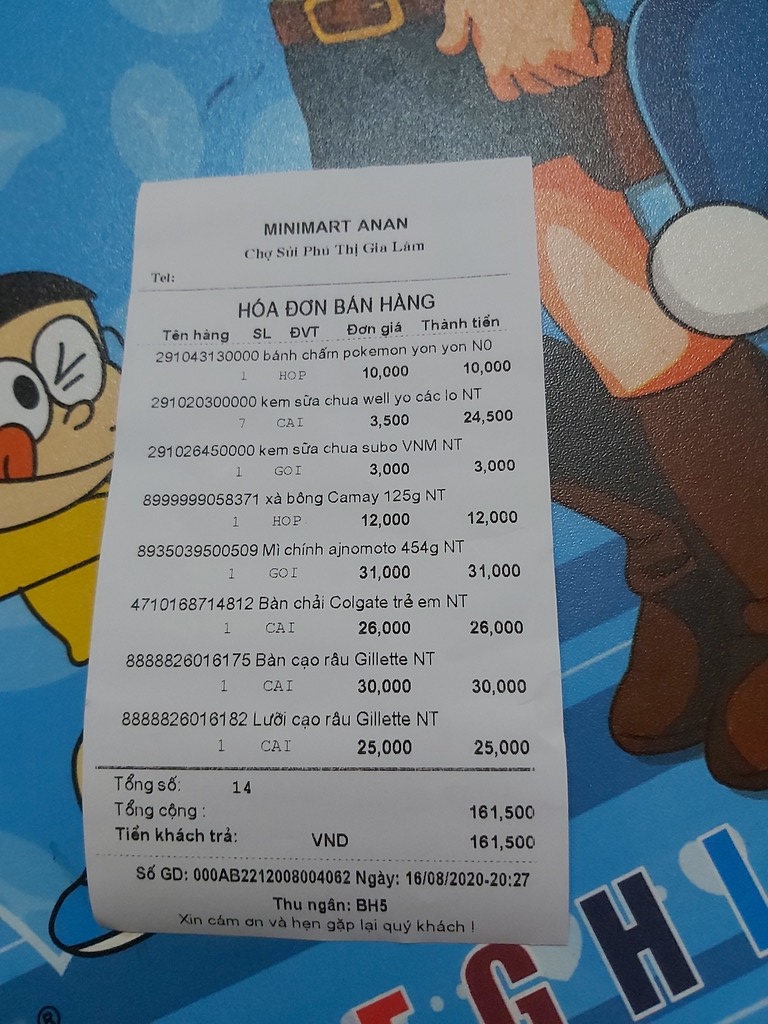 MINIMART ANAN
Chợ Sủi Phú Thị Gia Lâm
Tel:
HÓA ĐƠN BÁN HÀNG
Tên hàng SL ĐVT Đơn giá Thành tiền
291043130000 bánh chấm pokemon yon yon N0
1 HOP 10,000 10,000
291020300000 kem sữa chua well yo các lo NT
7 CAI 3,500 24,500
291026450000 kem sữa chua subo VNM NT
1 GOI 3,000 3,000
8999999058371 xà bông Camay 125g NT
1 HOP 12,000 12,000
8935039500509 Mì chính ajnomoto 454g NT
1 GOI 31,000 31,000
4710168714812 Bàn chải Colgate trẻ em NT
1 CAI 26,000 26,000
8888826016175 Bàn cạo râu Gillette NT
1 CAI 30,000 30,000
8888826016182 Lưỡi cạo râu Gillette NT
1 CAI 25,000 25,000
Tổng số: 14
Tổng cộng : 161,500
Tiền khách trả: VND 161,500
Số GD: 000AB2212008004062 Ngày: 16/08/2020-20:27
Thu ngân: BH5
Xin cám ơn và hẹn gặp lại quý khách !
G H
®